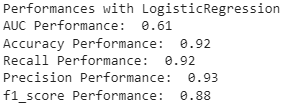 Performances with LogisticRegression
AUC Performance:  0.61
Accuracy Performance:  0.92
Recall Performance:  0.92
Precision Performance:  0.93
f1_score Performance:  0.88